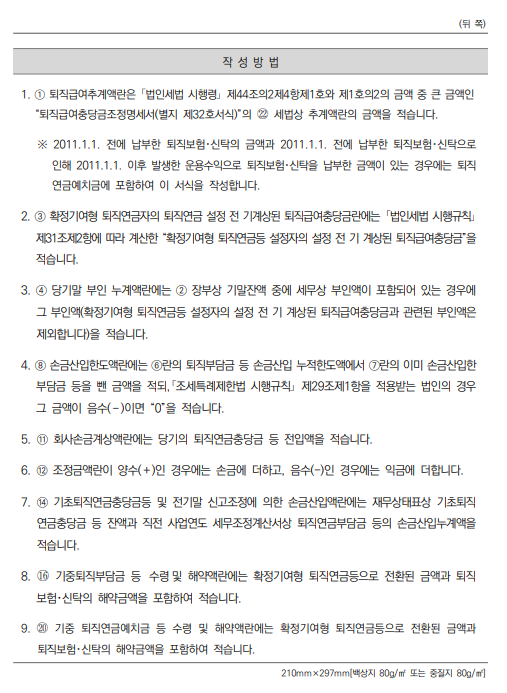 (뒤 쪽)
작 성 방 법
1. ① 퇴직급여추계액란은 「법인세법 시행령」 제44조의2제4항제1호와 제1호의2의 금액 중 큰 금액인
"퇴직급여충당금조정명세서(별지 제32호서식)"의 ㉒ 세법상 추계액란의 금액을 적습니다.
※ 2011.1.1. 전에 납부한 퇴직보험·신탁의 금액과 2011.1.1. 전에 납부한 퇴직보험·신탁으로
인해 2011.1.1. 이후 발생한 운용수익으로 퇴직보험·신탁을 납부한 금액이 있는 경우에는 퇴직
연금예치금에 포함하여 이 서식을 작성합니다.
2. ③ 확정기여형 퇴직연금자의 퇴직연금 설정 전 기계상된 퇴직급여충당금란에는 「법인세법 시행규칙」
제31조제2항에 따라 계산한 "확정기여형 퇴직연금등 설정자의 설정 전 기 계상된 퇴직급여충당금"을
적습니다.
3. ④ 당기말 부인 누계액란에는 ② 장부상 기말잔액 중에 세무상 부인액이 포함되어 있는 경우에
그 부인액(확정기여형 퇴직연금등 설정자의 설정 전 기 계상된 퇴직급여충당금과 관련된 부인액은
제외합니다)을 적습니다.
4. ⑧ 손금산입한도액란에는 ⑥란의 퇴직부담금 등 손금산입 누적한도액에서 ⑦란의 이미 손금산입한
부담금 등을 뺀 금액을 적되,「조세특례제한법 시행규칙」 제29조제1항을 적용받는 법인의 경우
그 금액이 음수(－)이면 "0"을 적습니다.
5. ⑪ 회사손금계상액란에는 당기의 퇴직연금충당금 등 전입액을 적습니다.
6. ⑫ 조정금액란이 양수(+)인 경우에는 손금에 더하고, 음수(-)인 경우에는 익금에 더합니다.
7. ⑭ 기초퇴직연금충당금등 및 전기말 신고조정에 의한 손금산입액란에는 재무상태표상 기초퇴직
연금충당금 등 잔액과 직전 사업연도 세무조정계산서상 퇴직연금부담금 등의 손금산입누계액을
적습니다.
8. ⑯ 기중퇴직부담금 등 수령 및 해약액란에는 확정기여형 퇴직연금등으로 전환된 금액과 퇴직
보험·신탁의 해약금액을 포함하여 적습니다.
9. ⑳ 기중 퇴직연금예치금 등 수령 및 해약액란에는 확정기여형 퇴직연금등으로 전환된 금액과
퇴직보험·신탁의 해약금액을 포함하여 적습니다.
210mm×297mm[백상지 80g/㎡ 또는 중질지 80g/㎡]